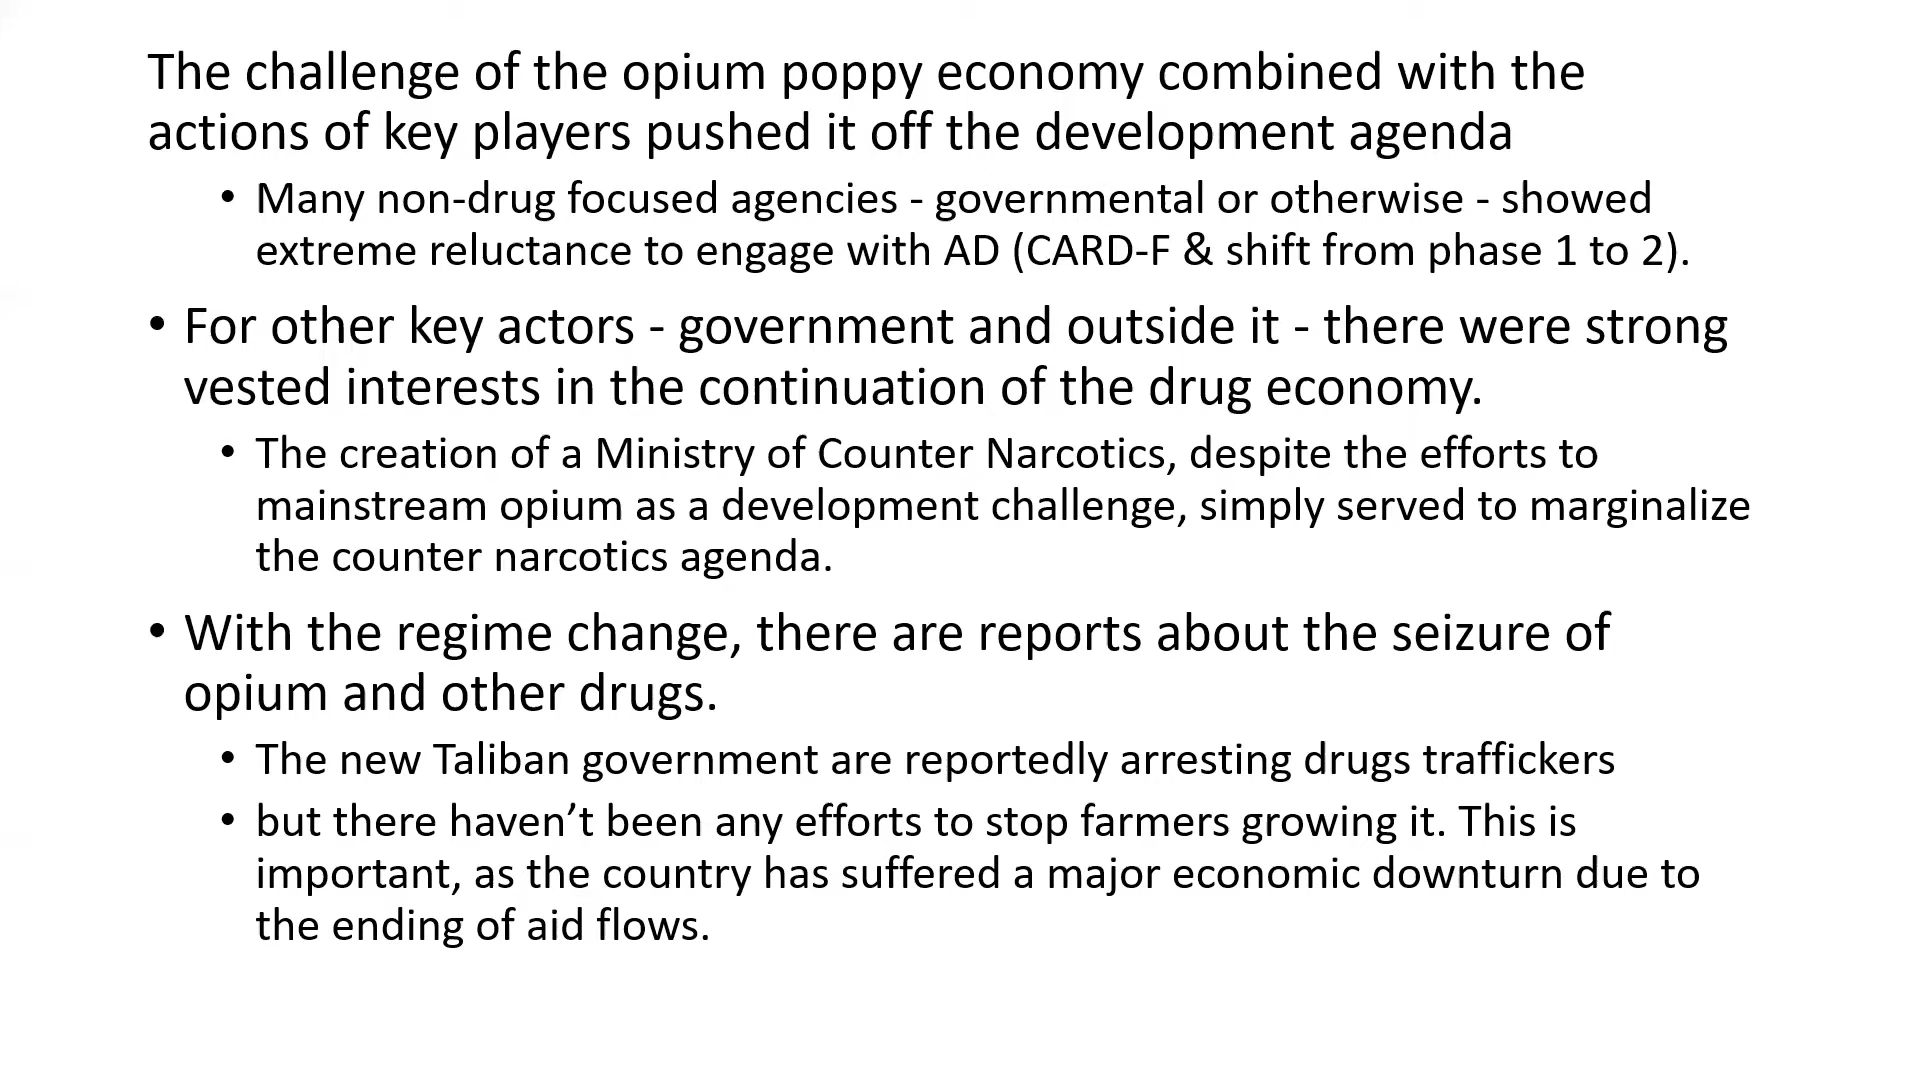 The challenge of the opium poppy economy combined with the
actions of key players pushed it off the development agenda
• Many non-drug focused agencies - governmental or otherwise - showed
extreme reluctance to engage with AD (CARD-F & shift from phase 1 to 2).
• For other key actors - government and outside it - there were strong
vested interests in the continuation of the drug economy.
• The creation of a Ministry of Counter Narcotics, despite the efforts to
mainstream opium as a development challenge, simply served to marginalize
the counter narcotics agenda.
• With the regime change, there are reports about the seizure of
opium and other drugs.
• The new Taliban government are reportedly arresting drugs traffickers
• but there haven’t been any efforts to stop farmers growing it. This is
important, as the country has suffered a major economic downturn due to
the ending of aid flows.